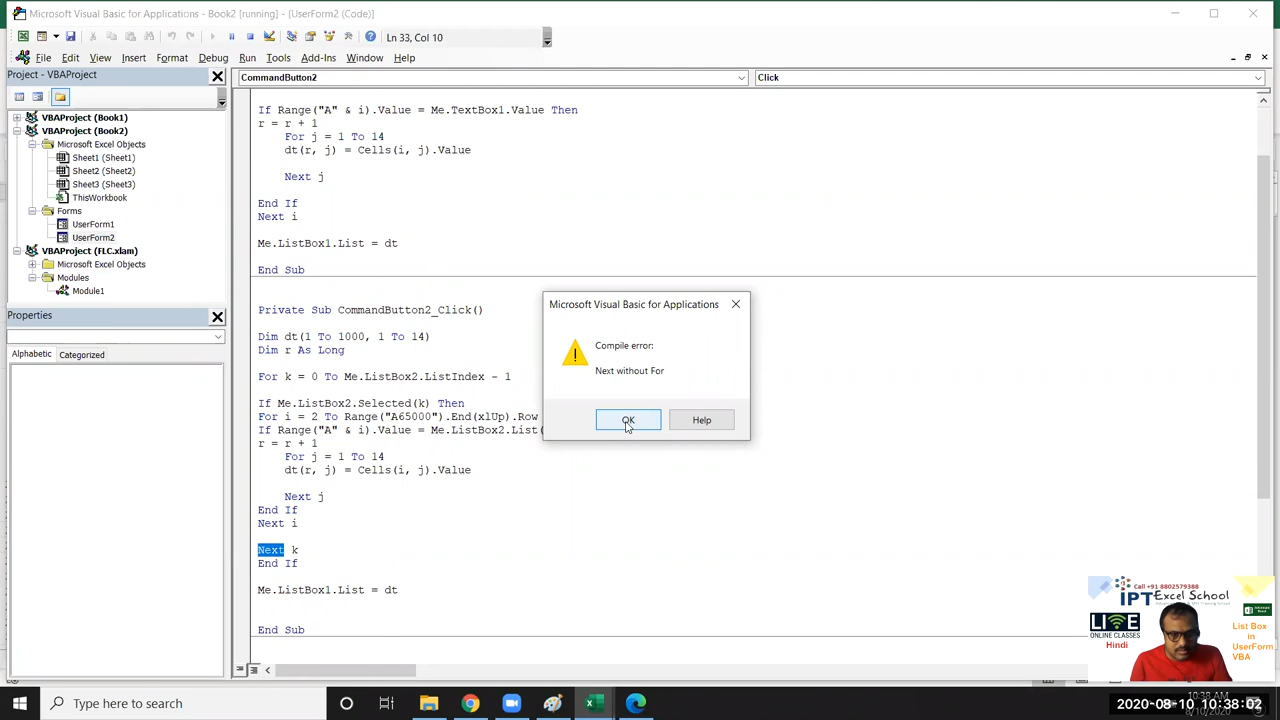 Microsoft Visual Basic for Applications - Book2 [running] - [UserForm2 (Code)]
Ln 33, Col 10
File Edit View Insert Format Debug Run Tools Add-Ins Window Help
Project - VBAProject
CommandButton2
Click
VBAProject (Book1)
VBAProject (Book2)
Microsoft Excel Objects
Sheet1 (Sheet1)
Sheet2 (Sheet2)
Sheet3 (Sheet3)
ThisWorkbook
Forms
UserForm1
UserForm2
VBAProject (FLC.xlam)
Microsoft Excel Objects
Modules
Module1
Properties
Alphabetic Categorized
If Range("A" & i).Value = Me.TextBox1.Value Then
r = r + 1
For j = 1 To 14
dt(r, j) = Cells(i, j).Value
Next j
End If
Next i
Me.ListBox1.List = dt
End Sub
Private Sub CommandButton2_Click()
Dim dt(1 To 1000, 1 To 14)
Dim r As Long
For k = 0 To Me.ListBox2.ListIndex - 1
If Me.ListBox2.Selected(k) Then
For i = 2 To Range("A65000").End(xlUp).Row
If Range("A" & i).Value = Me.ListBox2.List(
r = r + 1
For j = 1 To 14
dt(r, j) = Cells(i, j).Value
Next j
End If
Next i
Next k
End If
Me.ListBox1.List = dt
End Sub
Microsoft Visual Basic for Applications
Compile error:
Next without For
OK
Help
Call +91 8802579388
IPT Excel School
LIVE
ONLINE CLASSES
Hindi
List Box
in
UserForm
VBA
Type here to search
10:38 AM
8/10/2020
2020-08-10 10:38:02